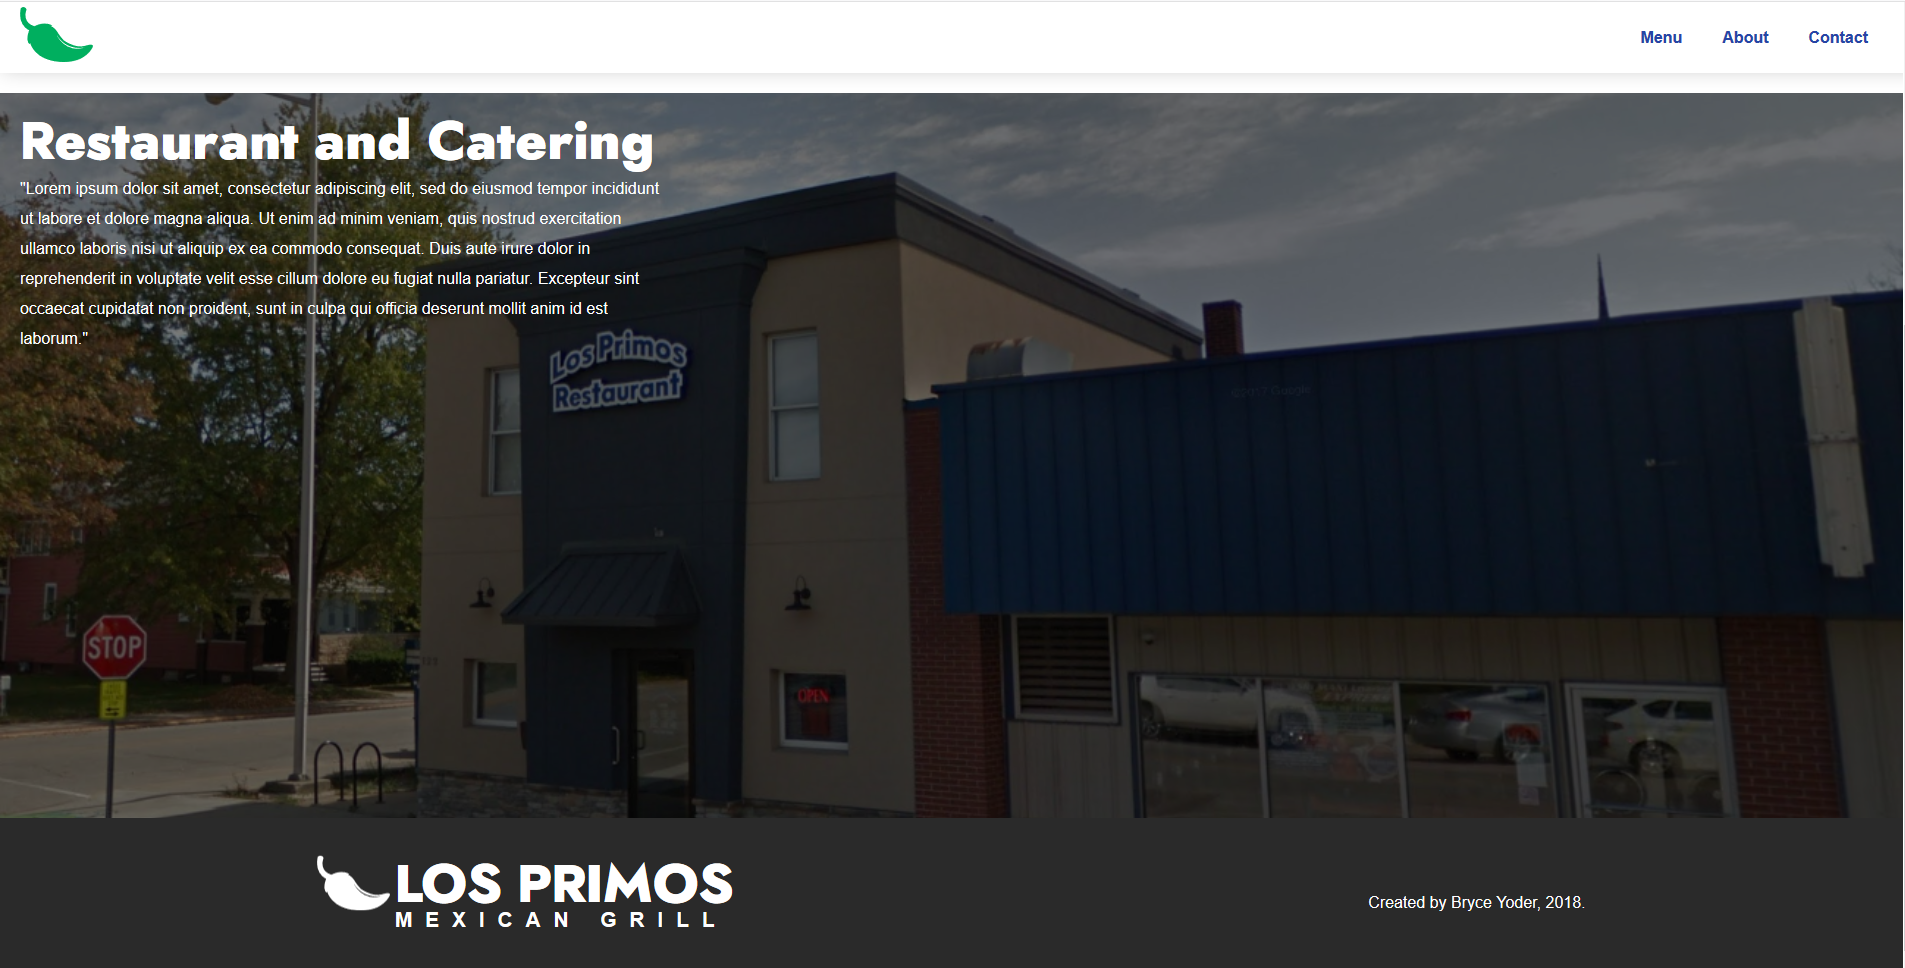 Menu About Contact
Restaurant and Catering
"Lorem ipsum dolor sit amet, consectetur adipiscing elit, sed do eiusmod tempor incididunt
ut labore et dolore magna aliqua. Ut enim ad minim veniam, quis nostrud exercitation
ullamco laboris nisi ut aliquip ex ea commodo consequat. Duis aute irure dolor in
reprehenderit in voluptate velit esse cillum dolore eu fugiat nulla pariatur. Excepteur sint
occaecat cupidatat non proident, sunt in culpa qui officia deserunt mollit anim id est
laborum."
Los Primos
Restaurant
©2017 Google
STOP
OPEN
LOS PRIMOS
MEXICAN GRILL
Created by Bryce Yoder, 2018.